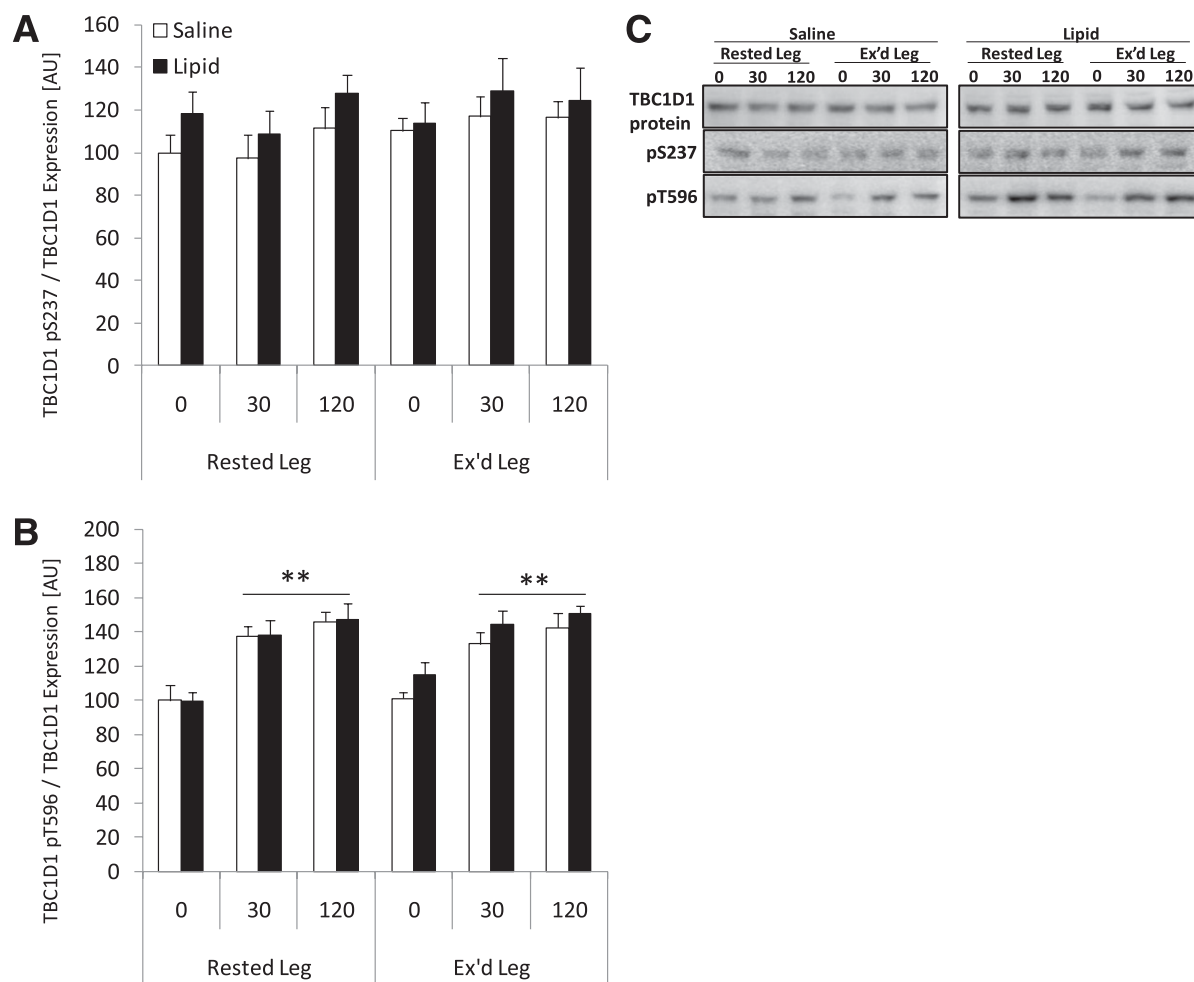 A
TBC1D1 pS237 / TBC1D1 Expression [AU]
160
140
120
100
80
60
40
20
0
Saline
Lipid
0 30 120 0 30 120
Rested Leg Ex'd Leg
B
TBC1D1 pT596 / TBC1D1 Expression [AU]
200
180
160
140
120
100
80
60
40
20
0
** **
0 30 120 0 30 120
Rested Leg Ex'd Leg
C
Saline Lipid
Rested Leg Ex'd Leg Rested Leg Ex'd Leg
0 30 120 0 30 120 0 30 120 0 30 120
TBC1D1
protein
pS237
pT596